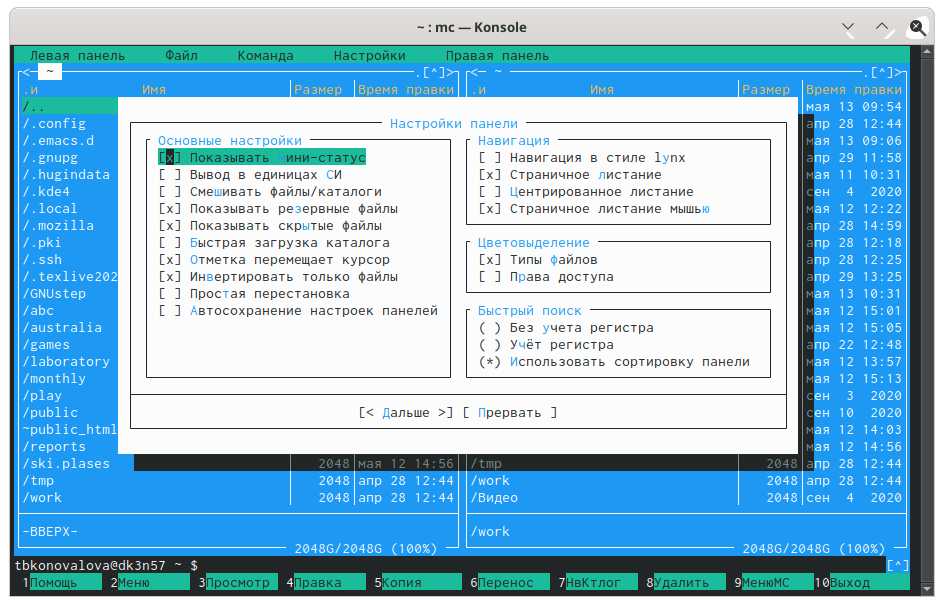 ~ : mc — Konsole
Левая панель Файл Команда Настройки Правая панель
<— ~ .[^]> <— ~ .[^]>
.и Имя Размер Время правки .и Имя Размер Время правки
/.. мая 13 09:54
/.config апр 28 12:44
/.emacs.d мая 13 09:06
/.gnupg апр 29 11:58
/.hugindata мая 11 10:31
/.kde4 сен 4 2020
/.local мая 12 12:22
/.mozilla апр 28 14:59
/.pki апр 28 12:18
/.ssh апр 28 12:25
/.texlive202 апр 29 13:25
/GNUstep мая 13 10:31
/abc мая 12 15:01
/australia мая 12 15:05
/games апр 22 12:48
/laboratory мая 12 13:57
/monthly мая 12 15:13
/play сен 3 2020
/public сен 10 2020
~public_html мая 12 14:03
/reports мая 12 14:56
/ski.plases 2048 мая 12 14:56 /tmp 2048 апр 28 12:44
/tmp 2048 апр 28 12:44 /work 2048 апр 28 12:44
/work 2048 апр 28 12:44 /Видео 2048 сен 4 2020
-ВВЕРХ- /work
2048G/2048G (100%) 2048G/2048G (100%)
Настройки панели
Основные настройки
[x] Показывать мини-статус
[ ] Вывод в единицах СИ
[ ] Смешивать файлы/каталоги
[x] Показывать резервные файлы
[x] Показывать скрытые файлы
[ ] Быстрая загрузка каталога
[x] Отметка перемещает курсор
[x] Инвертировать только файлы
[ ] Простая перестановка
[ ] Автосохранение настроек панелей
Навигация
[ ] Навигация в стиле lynx
[x] Страничное листание
[ ] Центрированное листание
[x] Страничное листание мышью
Цветовыделение
[x] Типы файлов
[ ] Права доступа
Быстрый поиск
( ) Без учета регистра
( ) Учёт регистра
(*) Использовать сортировку панели
[< Дальше >] [ Прервать ]
tbkonovalova@dk3n57 ~ $ [^]
1Помощь 2Меню 3Просмотр 4Правка 5Копия 6Перенос 7НвКтлог 8Удалить 9МенюМС 10Выход